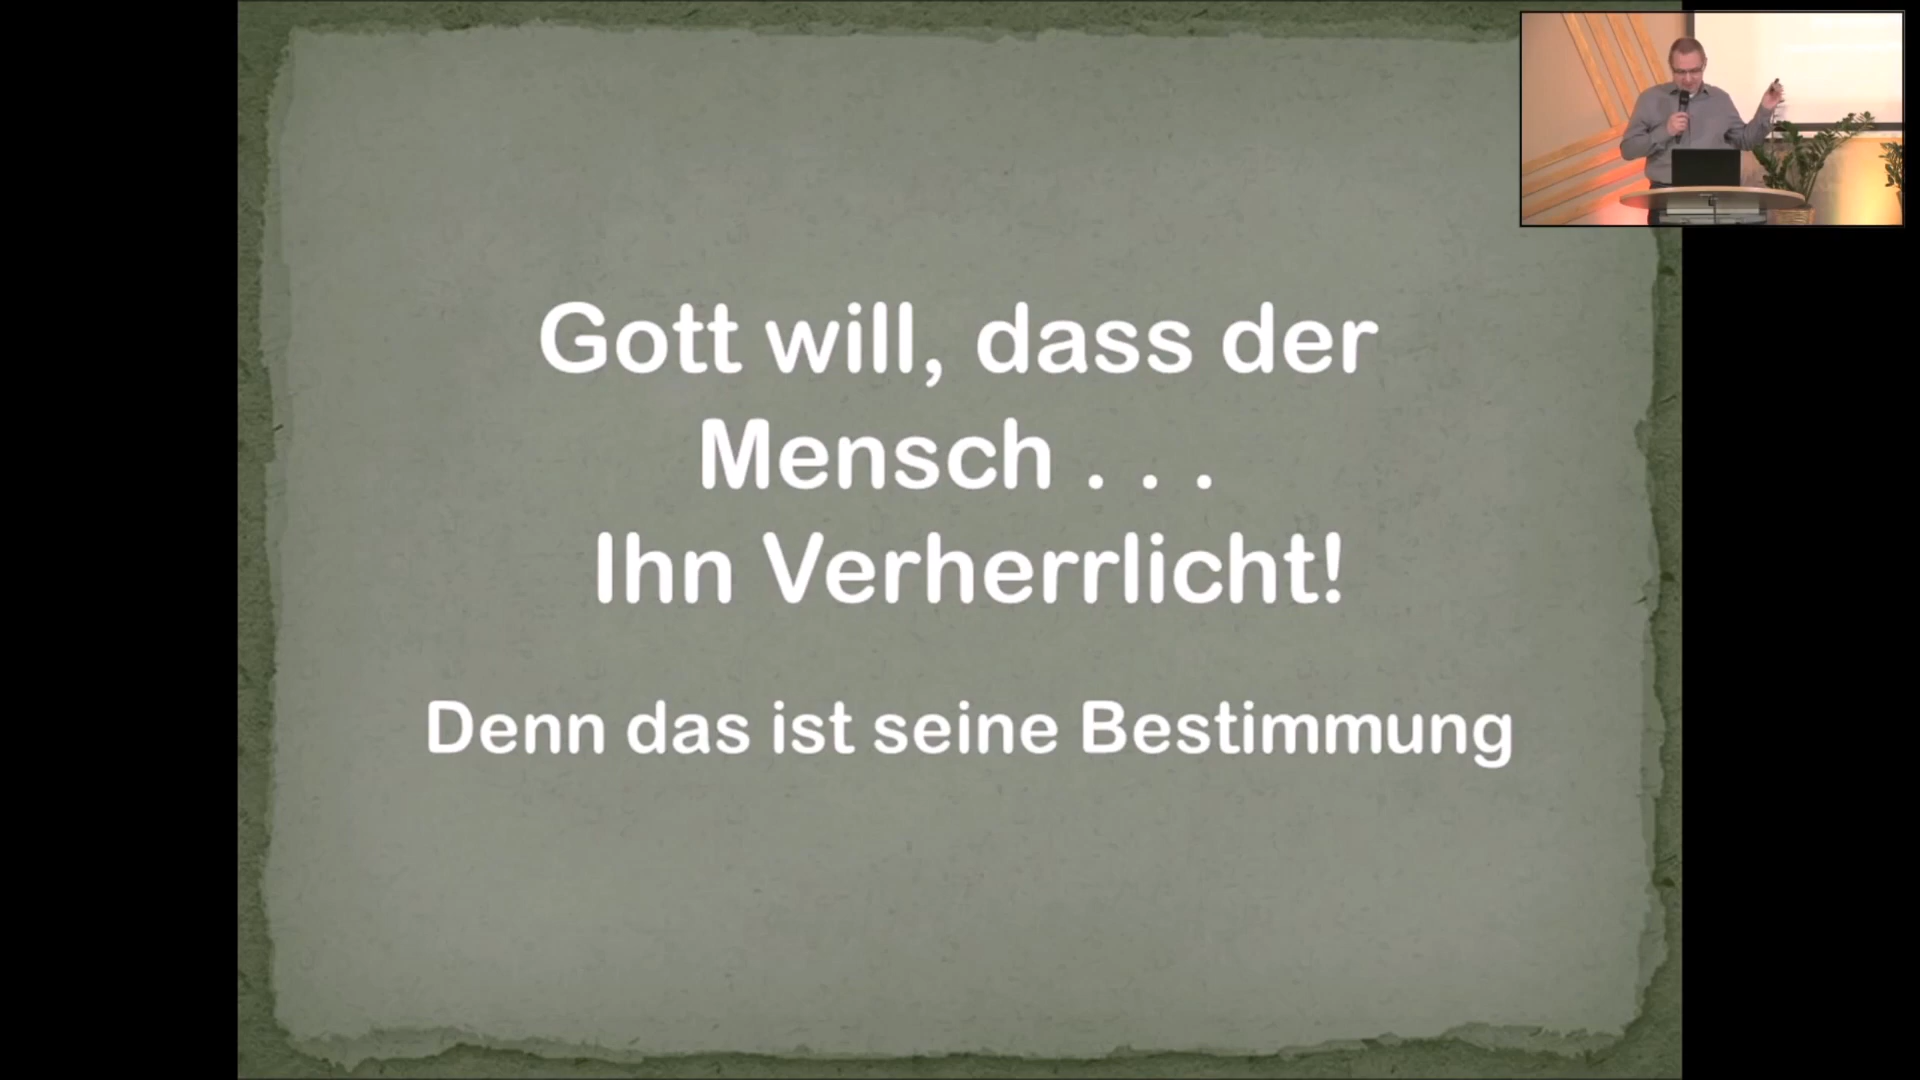 Gott will, dass der
Mensch . . .
Ihn Verherrlicht!
Denn das ist seine Bestimmung